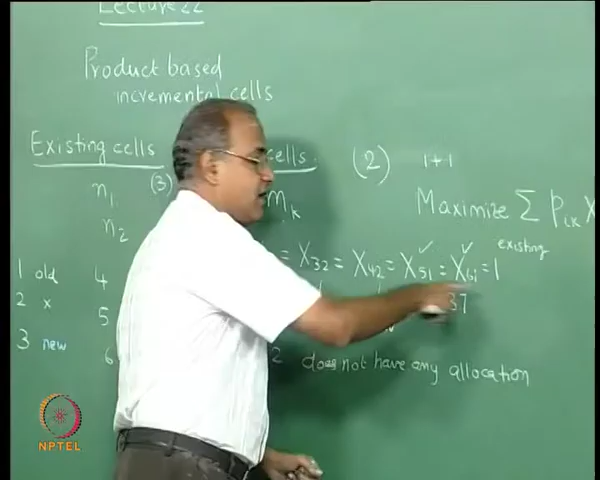 Lecture 22
Product based
incremental cells
Existing cells
cells.
n1 (3) mk
n2
(2) 1+1
Maximize Σ Pik X
existing
= X32 = X42 = X51 = X61 = 1
37
1 old 4
2 x 5
3 new 6
2 does not have any allocation
NPTEL